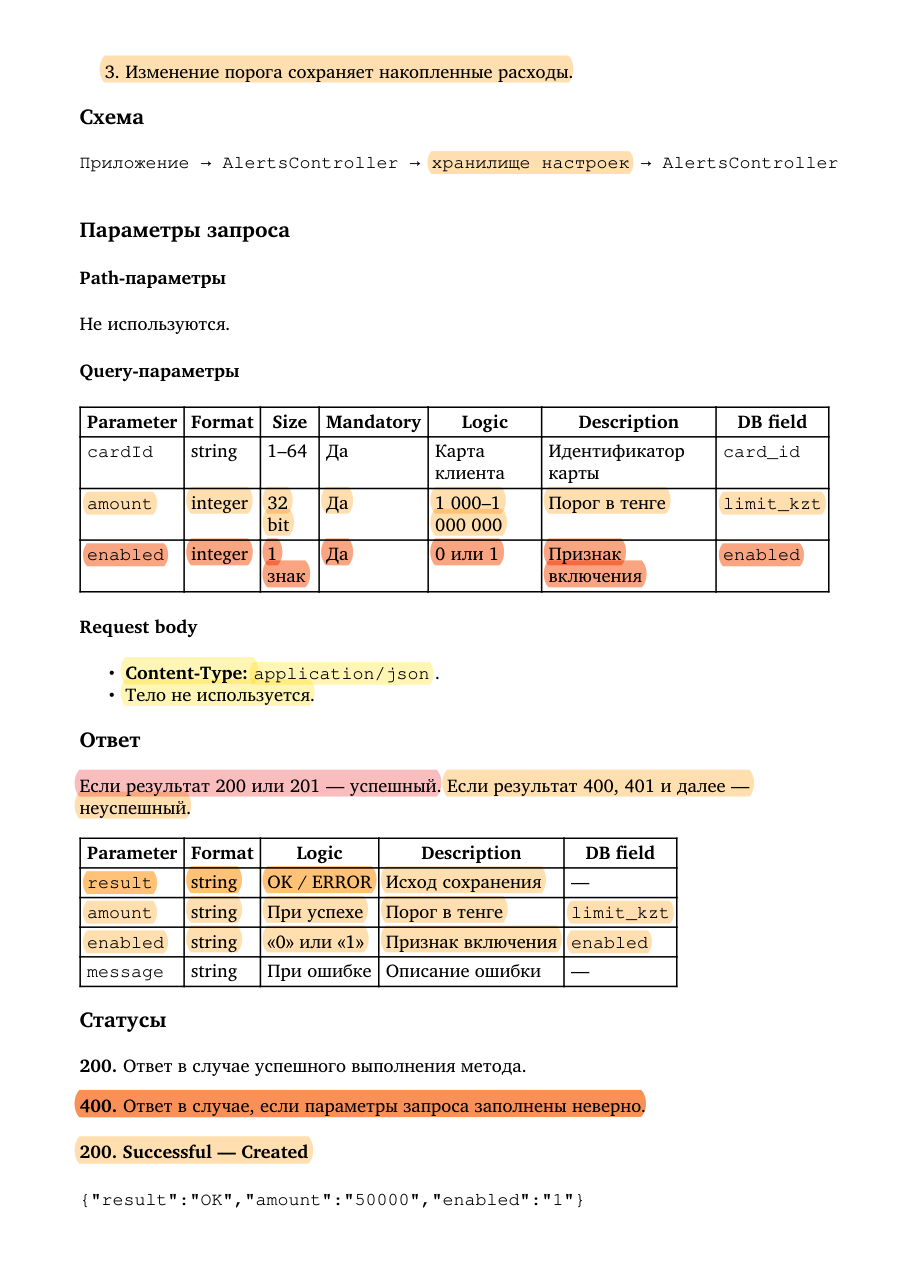 3. Изменение порога сохраняет накопленные расходы.
Схема
Приложение → AlertsController → хранилище настроек → AlertsController
Параметры запроса
Path-параметры
Не используются.
Query-параметры
Parameter Format Size Mandatory Logic Description DB field
cardId string 1–64 Да Карта клиента Идентификатор карты card_id
amount integer 32 bit Да 1 000–1 000 000 Порог в тенге limit_kzt
enabled integer 1 знак Да 0 или 1 Признак включения enabled
Request body
• Content-Type: application/json .
• Тело не используется.
Ответ
Если результат 200 или 201 — успешный. Если результат 400, 401 и далее —
неуспешный.
Parameter Format Logic Description DB field
result string OK / ERROR Исход сохранения —
amount string При успехе Порог в тенге limit_kzt
enabled string «0» или «1» Признак включения enabled
message string При ошибке Описание ошибки —
Статусы
200. Ответ в случае успешного выполнения метода.
400. Ответ в случае, если параметры запроса заполнены неверно.
200. Successful — Created
{"result":"OK","amount":"50000","enabled":"1"}